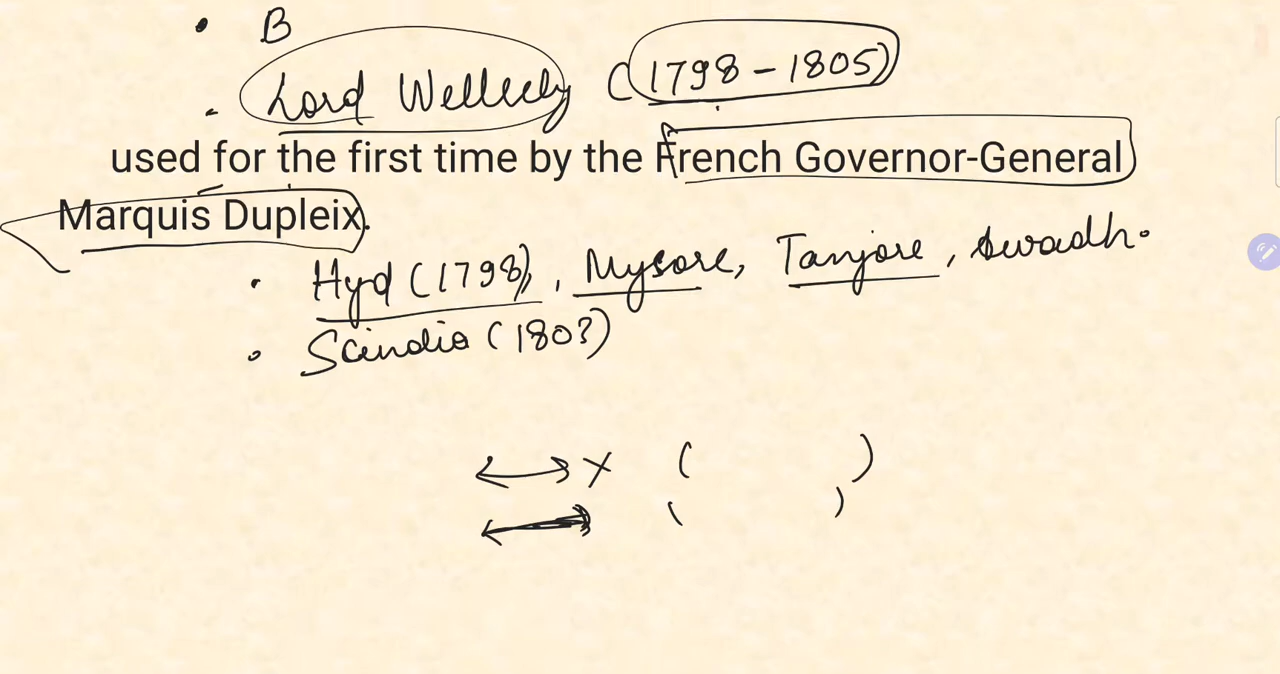 • B
- Lord Wellesly (1798-1805)
used for the first time by the French Governor-General
Marquis Dupleix.
• Hyd (1798), Mysore, Tanjore, Awadh.
• Scindia (1803)
↔ × ( )
↔ ( )